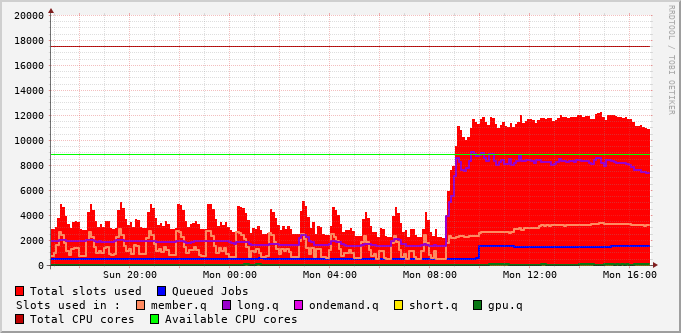 20000
18000
16000
14000
12000
10000
8000
6000
4000
2000
0
Sun 20:00 Mon 00:00 Mon 04:00 Mon 08:00 Mon 12:00 Mon 16:00
Total slots used Queued Jobs
Slots used in : member.q long.q ondemand.q short.q gpu.q
Total CPU cores Available CPU cores
RRDTOOL / TOBI OETIKER